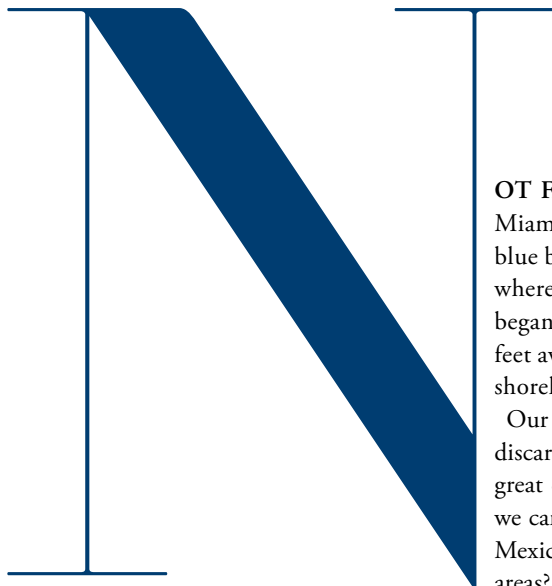 N
OT F
Miam
blue b
where
began
feet av
shorel
Our
discar
great
we car
Mexic
areas?